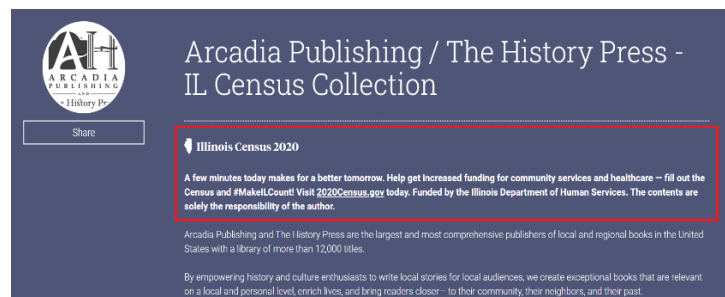 ARCADIA
PUBLISHING
AND
Share
Arcadia Publishing / The History Press -
IL Census Collection
Illinois Census 2020
A few minutes today makes for a better tomorrow. Help get Increased funding for community services and healthcare — fill out the
Census and #MakeILCount! Visit 2020Census.gov today. Funded by the Illinois Department of Human Services. The contents are
solely the responsibility of the author.
Arcadia Publishing and The History Press are the largest and most comprehensive publishers of local and regional books in the United
States with a library of more than 12,000 titles.
By empowering history and culture enthusiasts to write local stories for local audiences, we create exceptional books that are relevant
on a local and personal level, enrich lives, and bring readers closer— to their community, their neighbors, and their past.